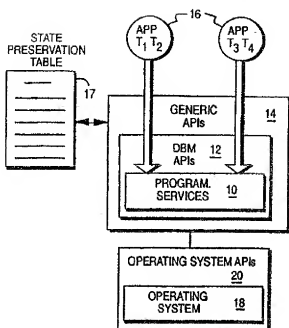 STATE
PRESERVATION
TABLE
17
16
APP
T1 T2
APP
T3 T4
GENERIC
APIs
14
DBM
APIs
12
PROGRAM.
SERVICES
10
OPERATING SYSTEM APIs
20
OPERATING
SYSTEM
18